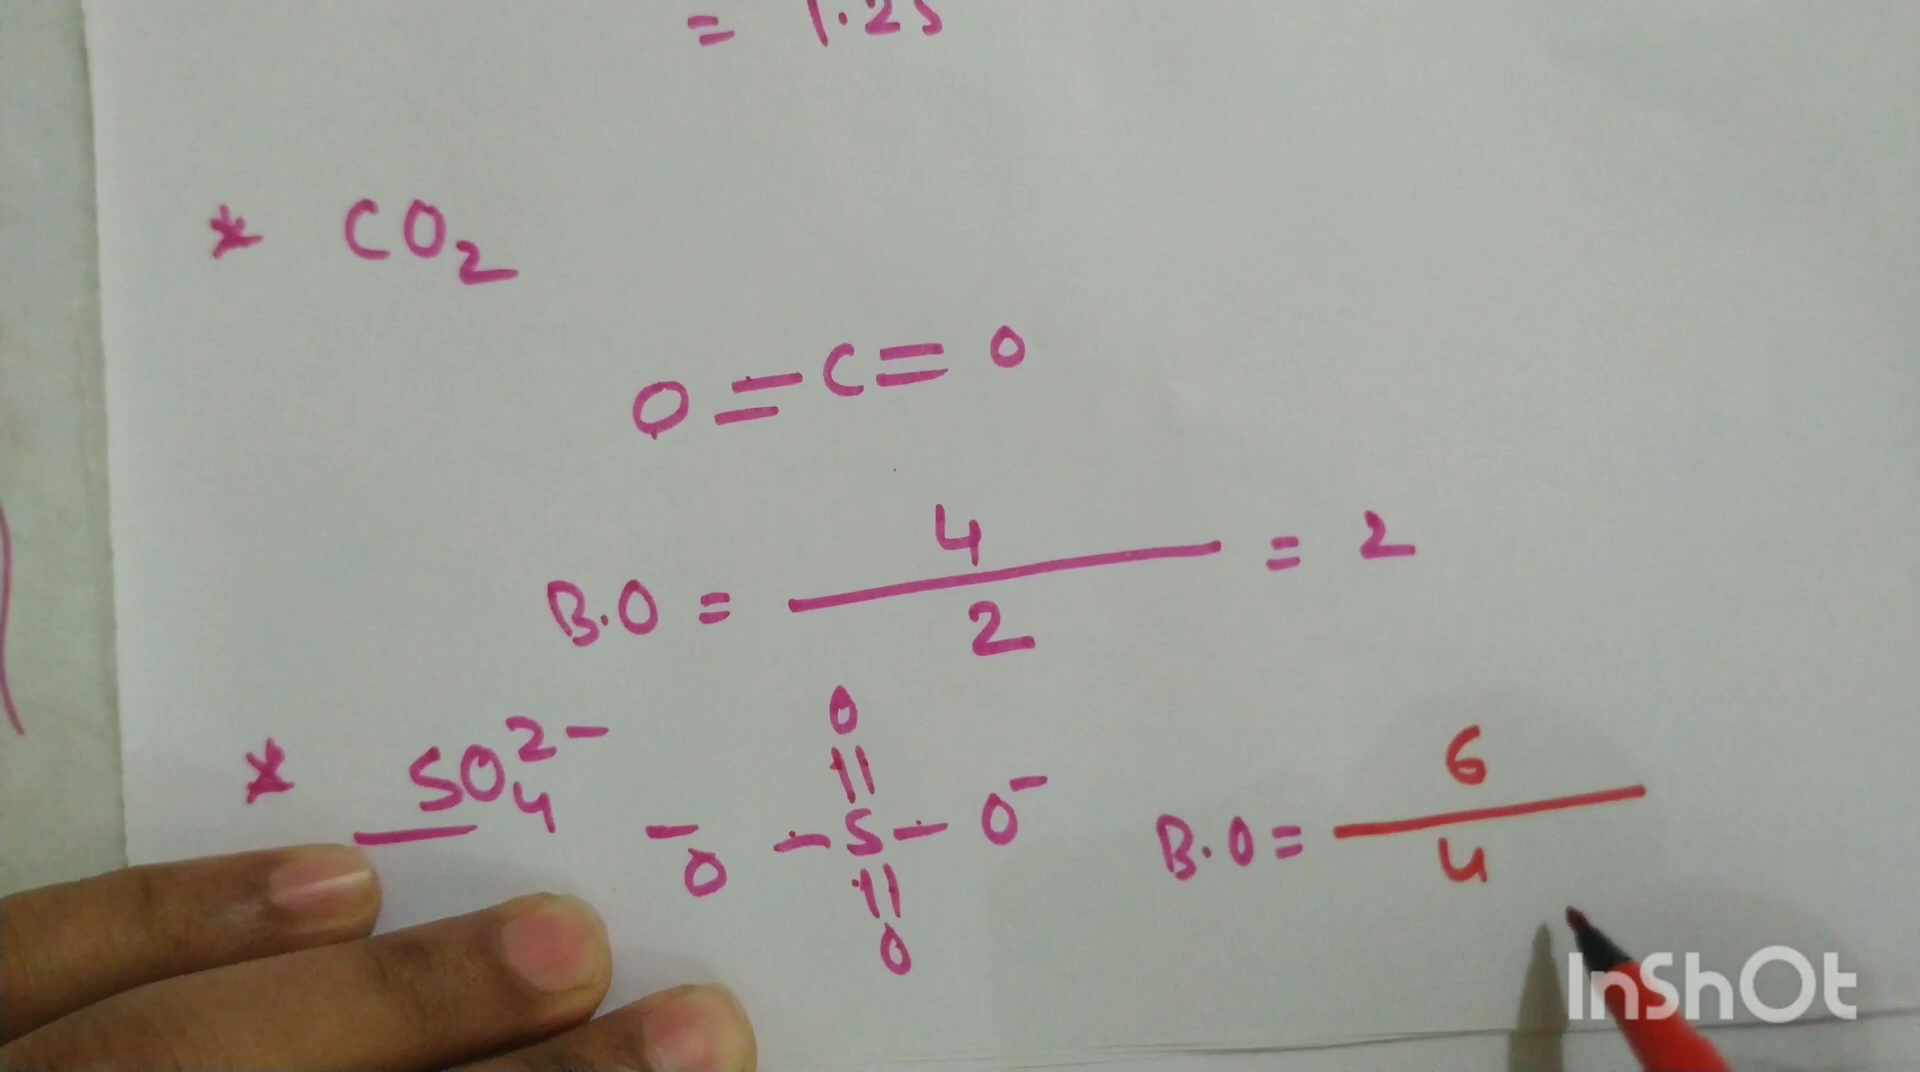 = 1.25
* CO₂
O = C = O
B.O = 4/2 = 2
* SO₄²⁻
O
⁻O - S - O⁻
O
B.O = 6/4
InShOt